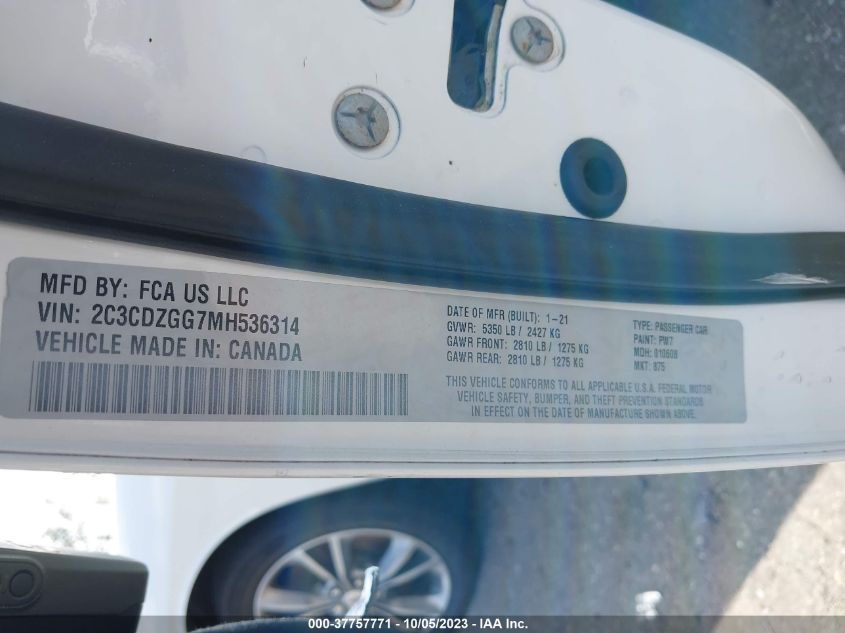 MFD BY: FCA US LLC
VIN: 2C3CDZGG7MH536314
VEHICLE MADE IN: CANADA
DATE OF MFR (BUILT): 1-21
GVWR: 5350 LB / 2427 KG
GAWR FRONT: 2810 LB / 1275 KG
GAWR REAR: 2810 LB / 1275 KG
TYPE: PASSENGER CAR
PAINT: PW7
MDH: 010608
MKT: 875
THIS VEHICLE CONFORMS TO ALL APPLICABLE U.S.A. FEDERAL MOTOR
VEHICLE SAFETY, BUMPER, AND THEFT PREVENTION STANDARDS
IN EFFECT ON THE DATE OF MANUFACTURE SHOWN ABOVE.
000-37757771 - 10/05/2023 - IAA Inc.